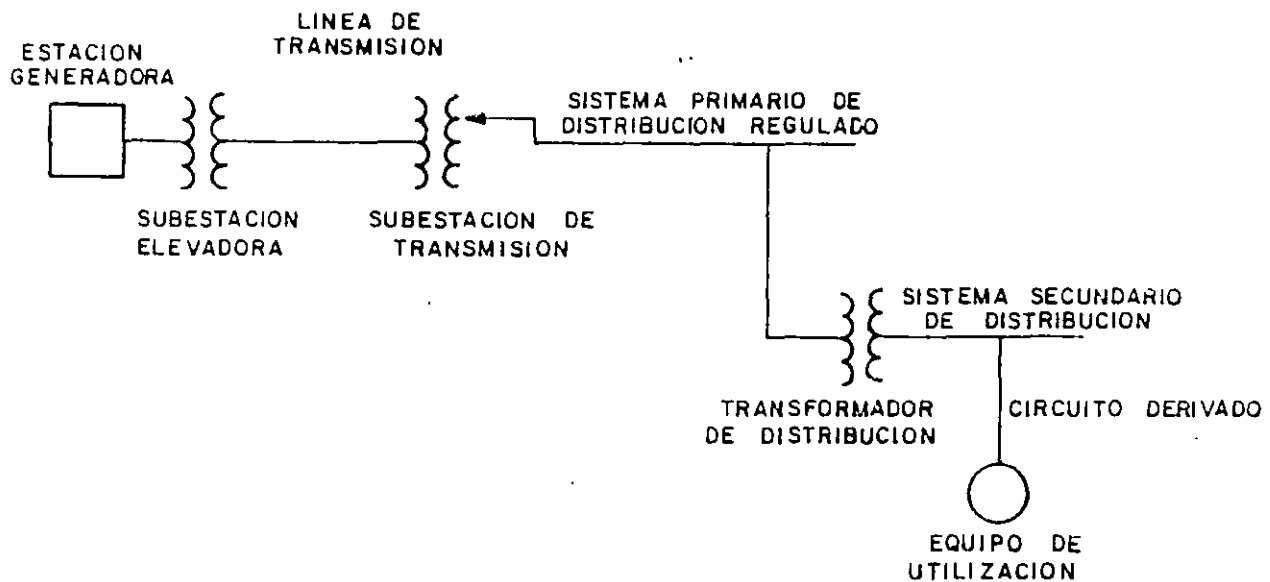 LINEA DE
TRANSMISION
ESTACION
GENERADORA
SISTEMA PRIMARIO DE
DISTRIBUCION REGULADO
SUBESTACION
ELEVADORA
SUBESTACION DE
TRANSMISION
SISTEMA SECUNDARIO
DE DISTRIBUCION
TRANSFORMADOR
DE DISTRIBUCION
CIRCUITO DERIVADO
EQUIPO DE
UTILIZACION